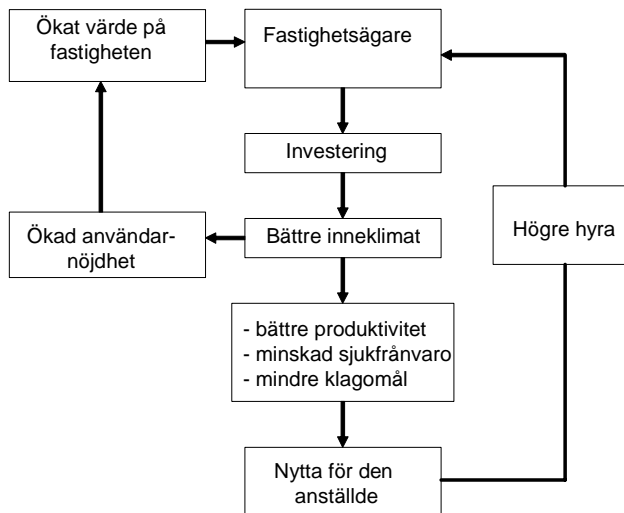 Ökat värde på
fastigheten
Fastighetsägare
Investering
Högre hyra
Ökad användar-
nöjdhet
Bättre inneklimat
- bättre produktivitet
- minskad sjukfrånvaro
- mindre klagomål
Nytta för den
anställde